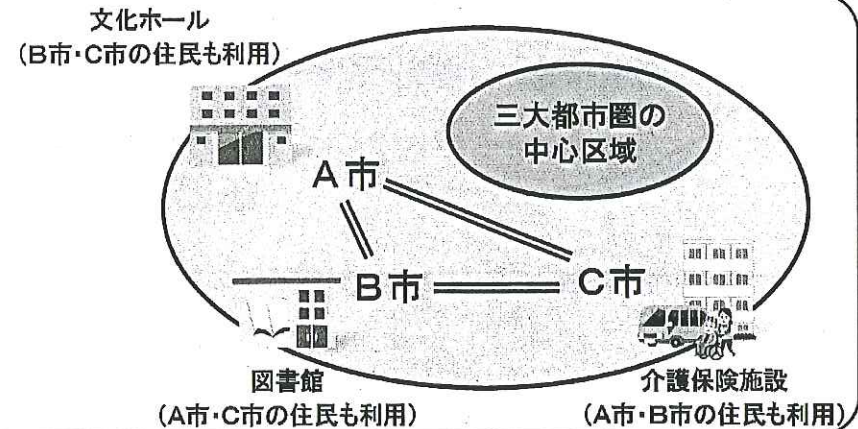 文化ホール
(B市・C市の住民も利用)
三大都市圏の
中心区域
A市
B市
C市
図書館
(A市・C市の住民も利用)
介護保険施設
(A市・B市の住民も利用)